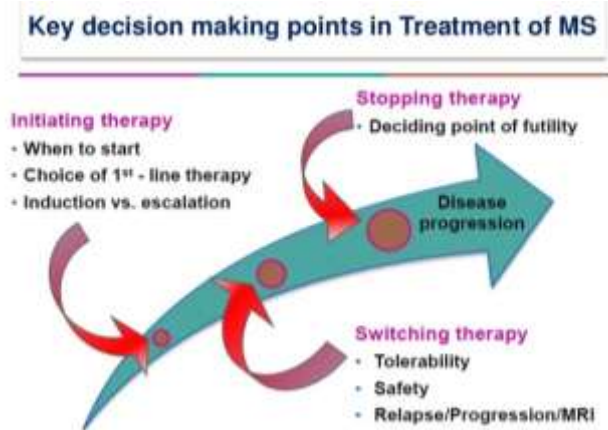 Key decision making points in Treatment of MS
Initiating therapy
• When to start
• Choice of 1st - line therapy
• Induction vs. escalation
Stopping therapy
• Deciding point of futility
Disease
progression
Switching therapy
• Tolerability
• Safety
• Relapse/Progression/MRI